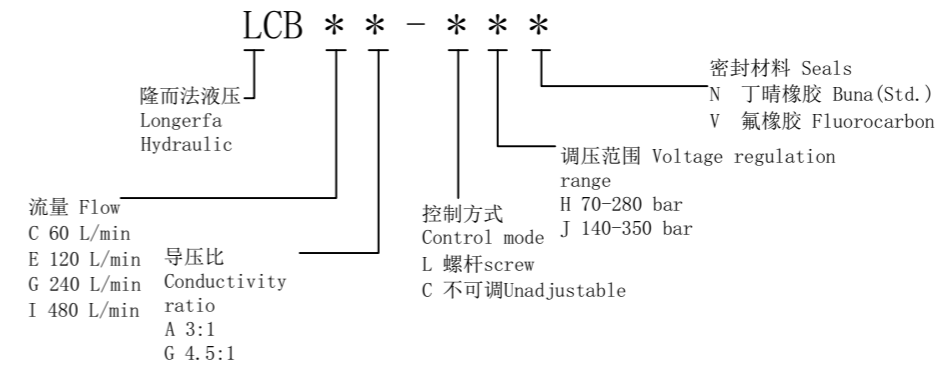 LCB * * - * * *
密封材料 Seals
N 丁晴橡胶 Buna(Std.)
V 氟橡胶 Fluorocarbon
隆而法液压
Longerfa
Hydraulic
调压范围 Voltage regulation
range
H 70-280 bar
J 140-350 bar
流量 Flow
C 60 L/min
E 120 L/min
G 240 L/min
I 480 L/min
控制方式
Control mode
L 螺杆screw
C 不可调Unadjustable
导压比
Conductivity
ratio
A 3:1
G 4.5:1